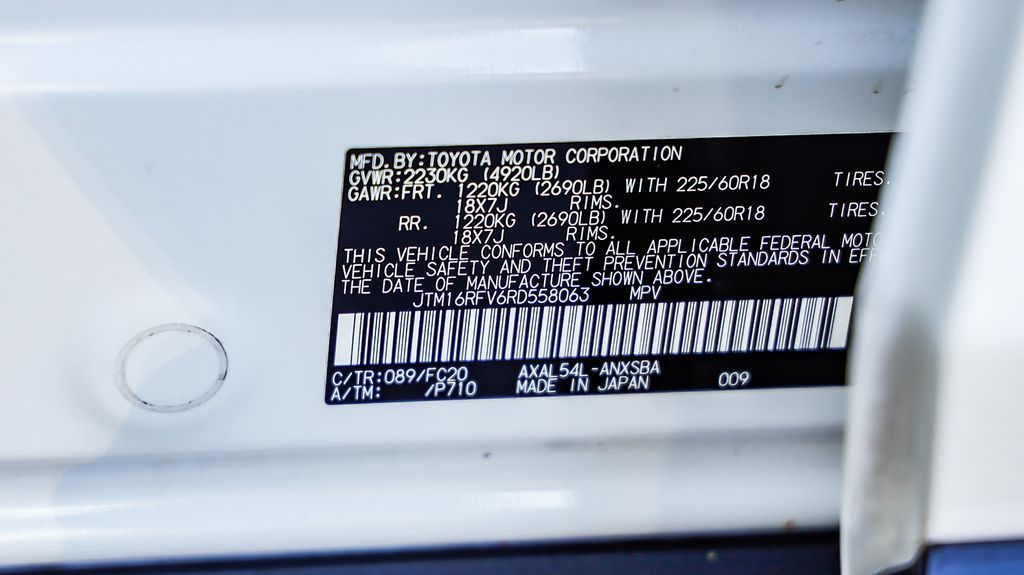 MFD. BY: TOYOTA MOTOR CORPORATION
GVWR: 2230KG (4920LB)
GAWR: FRT. 1220KG (2690LB) WITH 225/60R18 TIRES,
18X7J RIMS.
RR. 1220KG (2690LB) WITH 225/60R18 TIRES,
18X7J RIMS.
THIS VEHICLE CONFORMS TO ALL APPLICABLE FEDERAL MOTO
VEHICLE SAFETY AND THEFT PREVENTION STANDARDS IN EFF
THE DATE OF MANUFACTURE SHOWN ABOVE.
JTM16RFV6RD558063 MPV
C/TR: 089/FC20 AXAL54L-ANXSBA
A/TM: /P710 MADE IN JAPAN 009